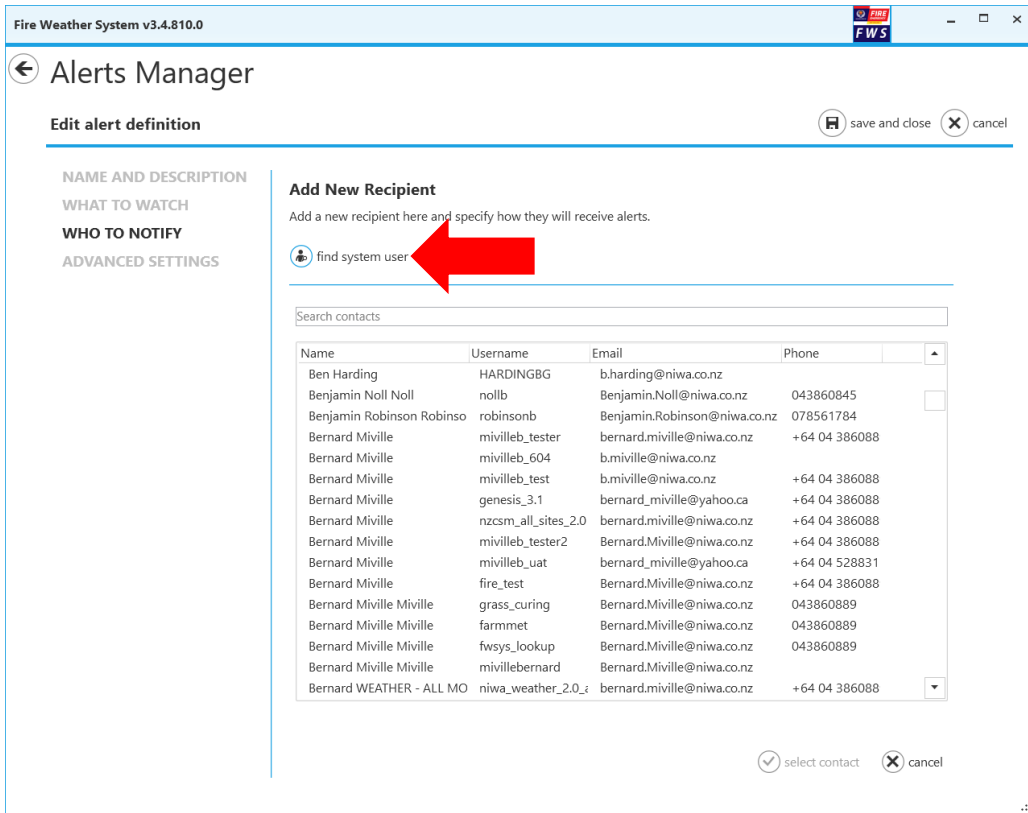 Fire Weather System v3.4.810.0
FIRE
FWS
Alerts Manager
Edit alert definition
save and close
cancel
NAME AND DESCRIPTION
WHAT TO WATCH
WHO TO NOTIFY
ADVANCED SETTINGS
Add New Recipient
Add a new recipient here and specify how they will receive alerts.
find system user
Search contacts
Name Username Email Phone
Ben Harding HARDINGBG b.harding@niwa.co.nz
Benjamin Noll Noll nollb Benjamin.Noll@niwa.co.nz 043860845
Benjamin Robinson Robinso robinsonb Benjamin.Robinson@niwa.co.nz 078561784
Bernard Miville mivilleb_tester bernard.miville@niwa.co.nz +64 04 386088
Bernard Miville mivilleb_604 b.miville@niwa.co.nz
Bernard Miville mivilleb_test b.miville@niwa.co.nz +64 04 386088
Bernard Miville genesis_3.1 bernard_miville@yahoo.ca +64 04 386088
Bernard Miville nzcsm_all_sites_2.0 bernard.miville@niwa.co.nz +64 04 386088
Bernard Miville mivilleb_tester2 Bernard.Miville@niwa.co.nz +64 04 386088
Bernard Miville mivilleb_uat bernard_miville@yahoo.ca +64 04 528831
Bernard Miville fire_test Bernard.Miville@niwa.co.nz +64 04 386088
Bernard Miville Miville grass_curing Bernard.Miville@niwa.co.nz 043860889
Bernard Miville Miville farmmet Bernard.Miville@niwa.co.nz 043860889
Bernard Miville Miville fwsys_lookup Bernard.Miville@niwa.co.nz 043860889
Bernard Miville Miville mivillebernard Bernard.Miville@niwa.co.nz
Bernard WEATHER - ALL MO niwa_weather_2.0_a bernard.miville@niwa.co.nz +64 04 386088
select contact
cancel